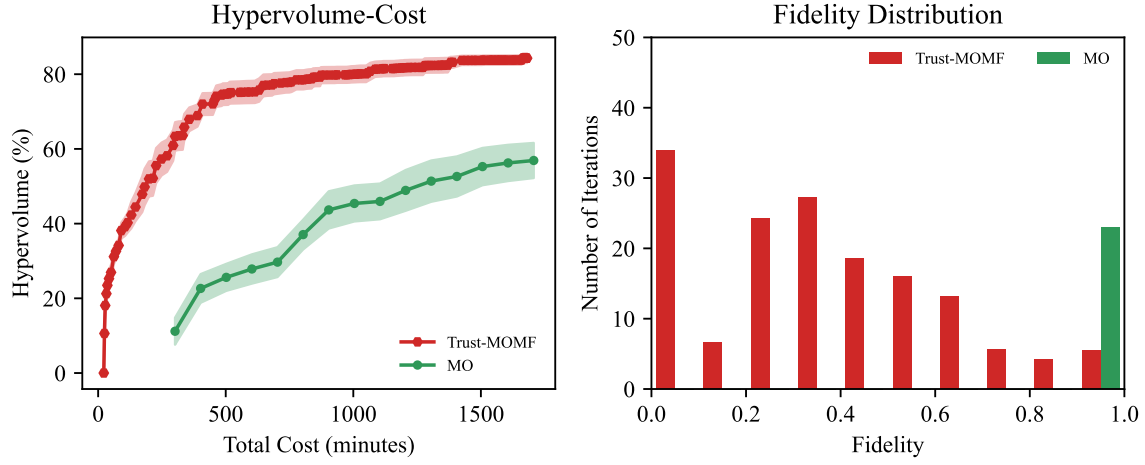 Hypervolume-Cost
Hypervolume (%)
80
60
40
20
0
Trust-MOMF
MO
0 500 1000 1500
Total Cost (minutes)
Fidelity Distribution
Number of Iterations
50
40
30
20
10
0
Trust-MOMF MO
0.0 0.2 0.4 0.6 0.8 1.0
Fidelity